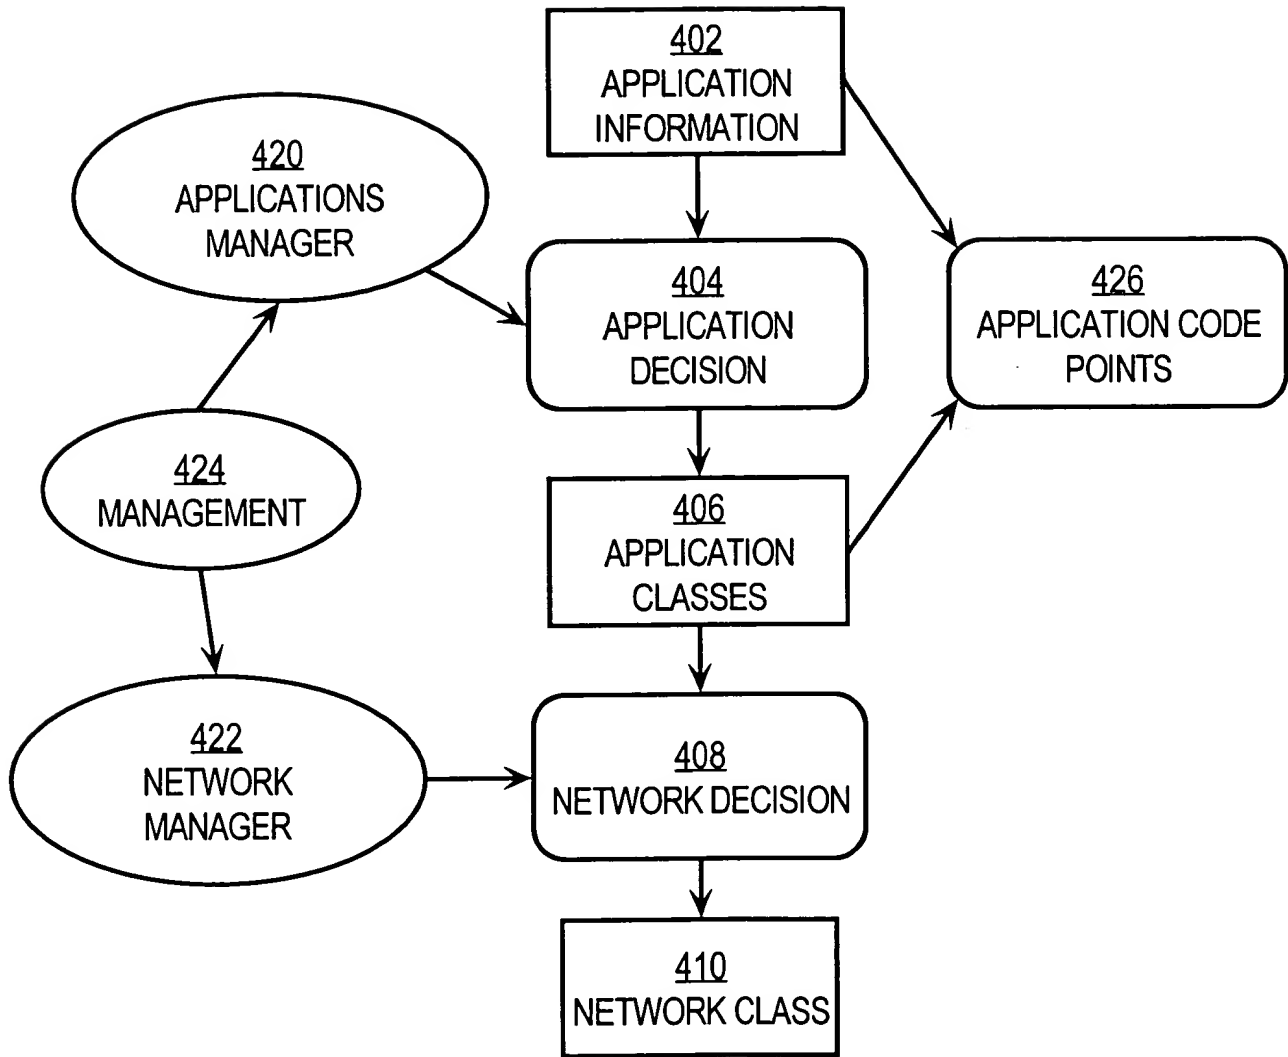 402
APPLICATION
INFORMATION
420
APPLICATIONS
MANAGER
404
APPLICATION
DECISION
426
APPLICATION CODE
POINTS
424
MANAGEMENT
406
APPLICATION
CLASSES
422
NETWORK
MANAGER
408
NETWORK DECISION
410
NETWORK CLASS